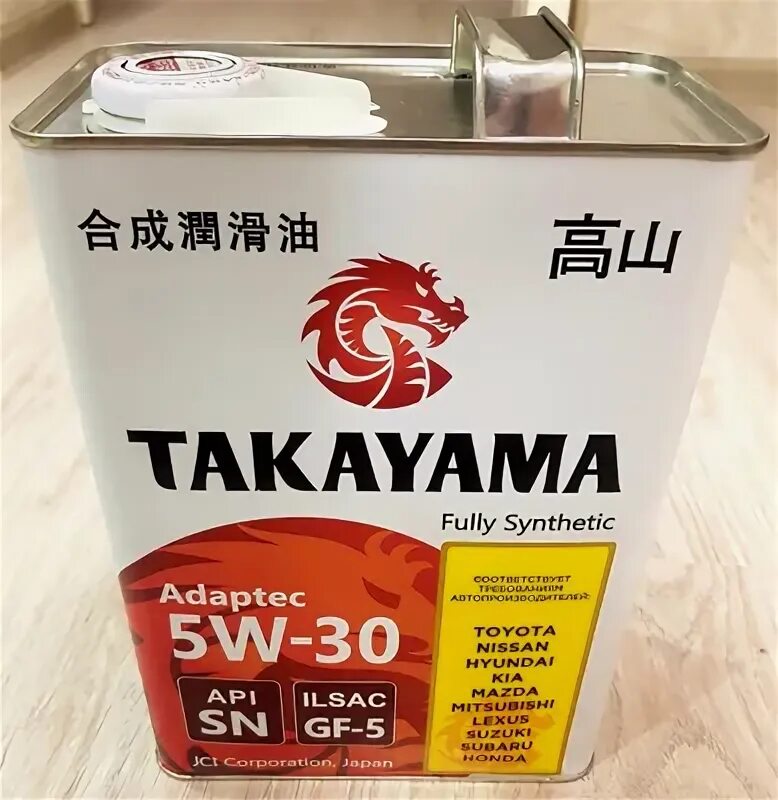 合成潤滑油
高山
TAKAYAMA
Fully Synthetic
Adaptec
5W-30
API
SN
ILSAC
GF-5
JCI Corporation, Japan
СООТВЕТСТВУЕТ
ТРЕБОВАНИЯМ
АВТОПРОИЗВОДИТЕЛЕЙ:
TOYOTA
NISSAN
HYUNDAI
KIA
MAZDA
MITSUBISHI
LEXUS
SUZUKI
SUBARU
HONDA